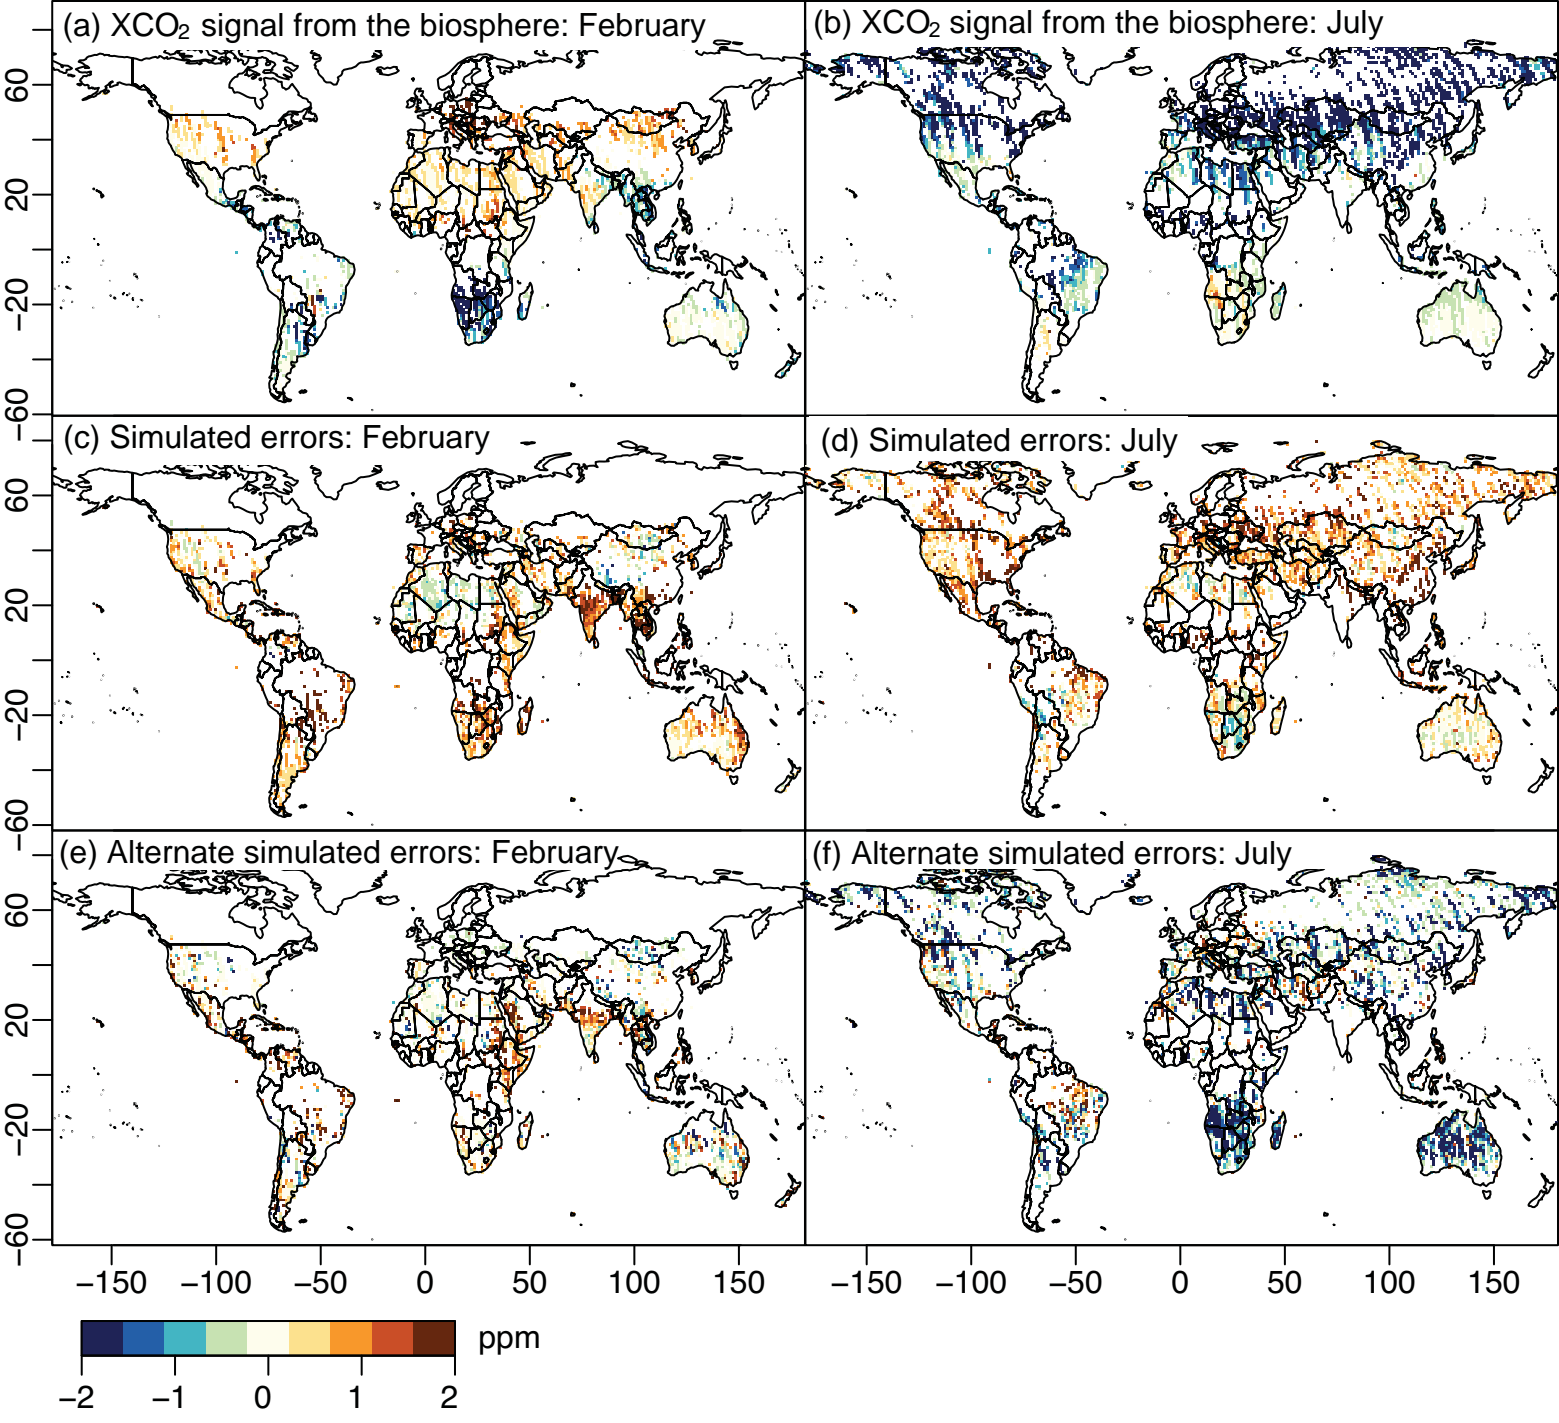 (a) XCO₂ signal from the biosphere: February
(b) XCO₂ signal from the biosphere: July
60
20
−20
−60
(c) Simulated errors: February
(d) Simulated errors: July
60
20
−20
−60
(e) Alternate simulated errors: February
(f) Alternate simulated errors: July
60
20
−20
−60
−150 −100 −50 0 50 100 150
−150 −100 −50 0 50 100 150
ppm
−2 −1 0 1 2